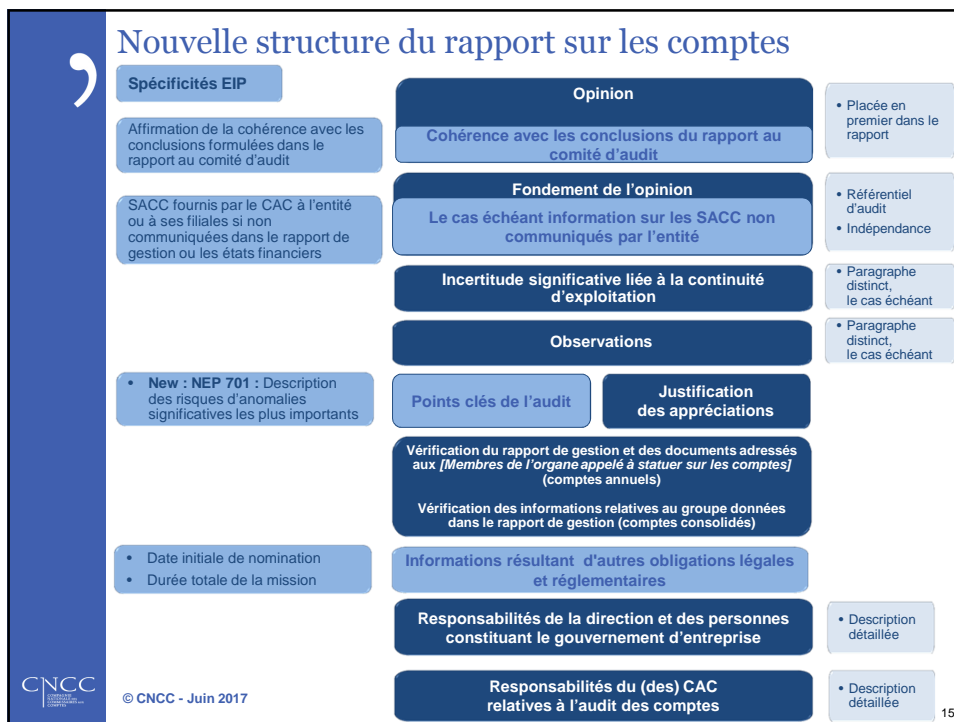 Nouvelle structure du rapport sur les comptes
Spécificités EIP
Opinion
Cohérence avec les conclusions du rapport au
comité d'audit
• Placée en
premier dans le
rapport
Affirmation de la cohérence avec les
conclusions formulées dans le
rapport au comité d'audit
Fondement de l'opinion
Le cas échéant information sur les SACC non
communiqués par l'entité
• Référentiel
d'audit
• Indépendance
SACC fournis par le CAC à l'entité
ou à ses filiales si non
communiquées dans le rapport de
gestion ou les états financiers
Incertitude significative liée à la continuité
d'exploitation
• Paragraphe
distinct,
le cas échéant
Observations
• Paragraphe
distinct,
le cas échéant
• New : NEP 701 : Description
des risques d'anomalies
significatives les plus importants
Points clés de l'audit
Justification
des appréciations
Vérification du rapport de gestion et des documents adressés
aux [Membres de l'organe appelé à statuer sur les comptes]
(comptes annuels)
Vérification des informations relatives au groupe données
dans le rapport de gestion (comptes consolidés)
• Date initiale de nomination
• Durée totale de la mission
Informations résultant d'autres obligations légales
et réglementaires
Responsabilités de la direction et des personnes
constituant le gouvernement d'entreprise
• Description
détaillée
Responsabilités du (des) CAC
relatives à l'audit des comptes
• Description
détaillée
CNCC
COMPAGNIE
NATIONALE DES
COMMISSAIRES AUX
COMPTES
© CNCC - Juin 2017
15